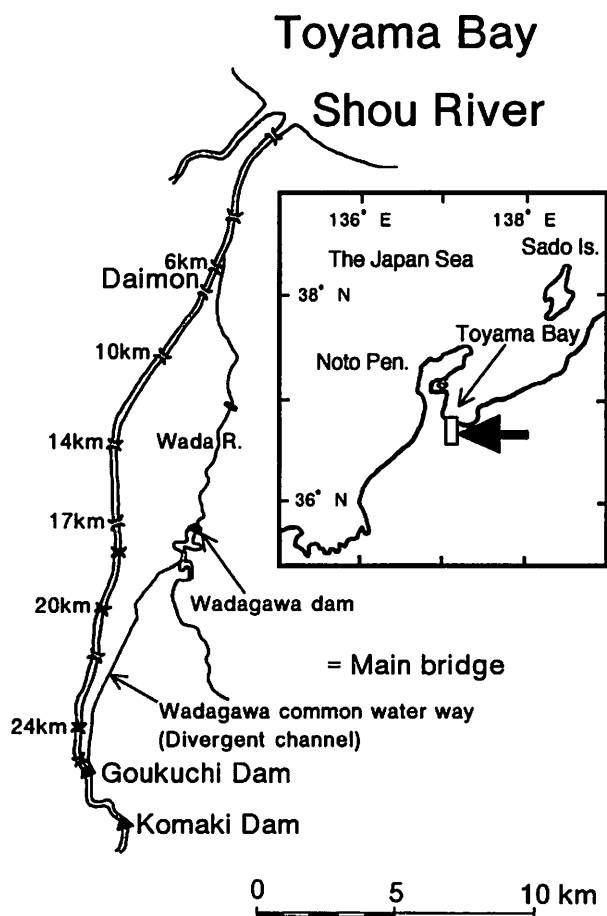 Toyama Bay
Shou River
136° E
138° E
Sado Is.
The Japan Sea
38° N
Toyama Bay
Noto Pen.
36° N
6km
Daimon
10km
14km
Wada R.
17km
Wadagawa dam
20km
= Main bridge
Wadagawa common water way
(Divergent channel)
24km
Goukuchi Dam
Komaki Dam
0 5 10 km